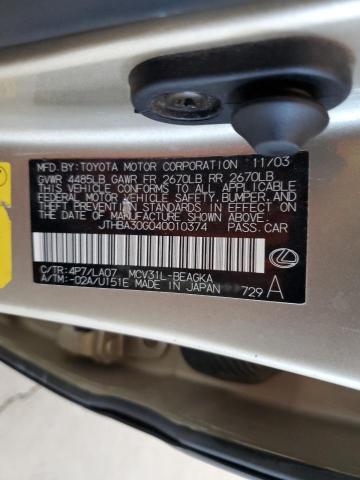 MFD. BY: TOYOTA MOTOR CORPORATION 11/03
GVWR 4485LB GAWR FR 2670LB RR 2670LB
THIS VEHICLE CONFORMS TO ALL APPLICABLE
FEDERAL MOTOR VEHICLE SAFETY, BUMPER, AND
THEFT PREVENTION STANDARDS IN EFFECT ON THE
DATE OF MANUFACTURE SHOWN ABOVE.
JTHBA30G040010374 PASS.CAR
C/TR: 4P7/LA07 MCV31L-BEAGKA
A/TM: -02A/U151E MADE IN JAPAN 729 A